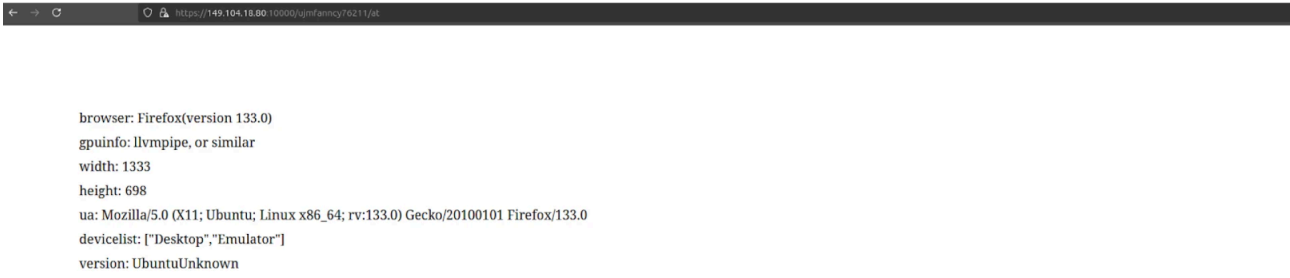 https://149.104.18.80:10000/ujmfanncy76211/at
browser: Firefox(version 133.0)
gpuinfo: llvmpipe, or similar
width: 1333
height: 698
ua: Mozilla/5.0 (X11; Ubuntu; Linux x86_64; rv:133.0) Gecko/20100101 Firefox/133.0
devicelist: ["Desktop","Emulator"]
version: UbuntuUnknown